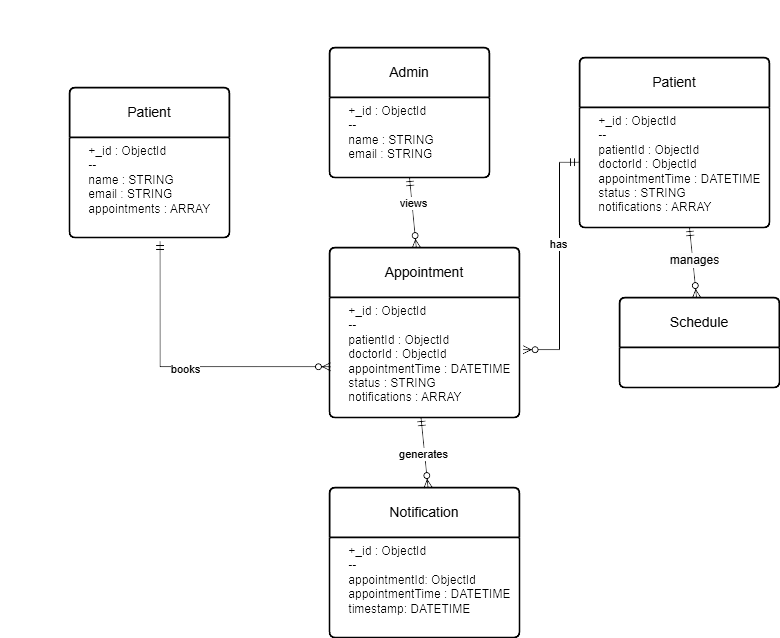 Patient
+_id : ObjectId
--
name : STRING
email : STRING
appointments : ARRAY
Admin
+_id : ObjectId
--
name : STRING
email : STRING
Patient
+_id : ObjectId
--
patientId : ObjectId
doctorId : ObjectId
appointmentTime : DATETIME
status : STRING
notifications : ARRAY
views
has
manages
books
Appointment
+_id : ObjectId
--
patientId : ObjectId
doctorId : ObjectId
appointmentTime : DATETIME
status : STRING
notifications : ARRAY
Schedule
generates
Notification
+_id : ObjectId
--
appointmentId: ObjectId
appointmentTime : DATETIME
timestamp: DATETIME